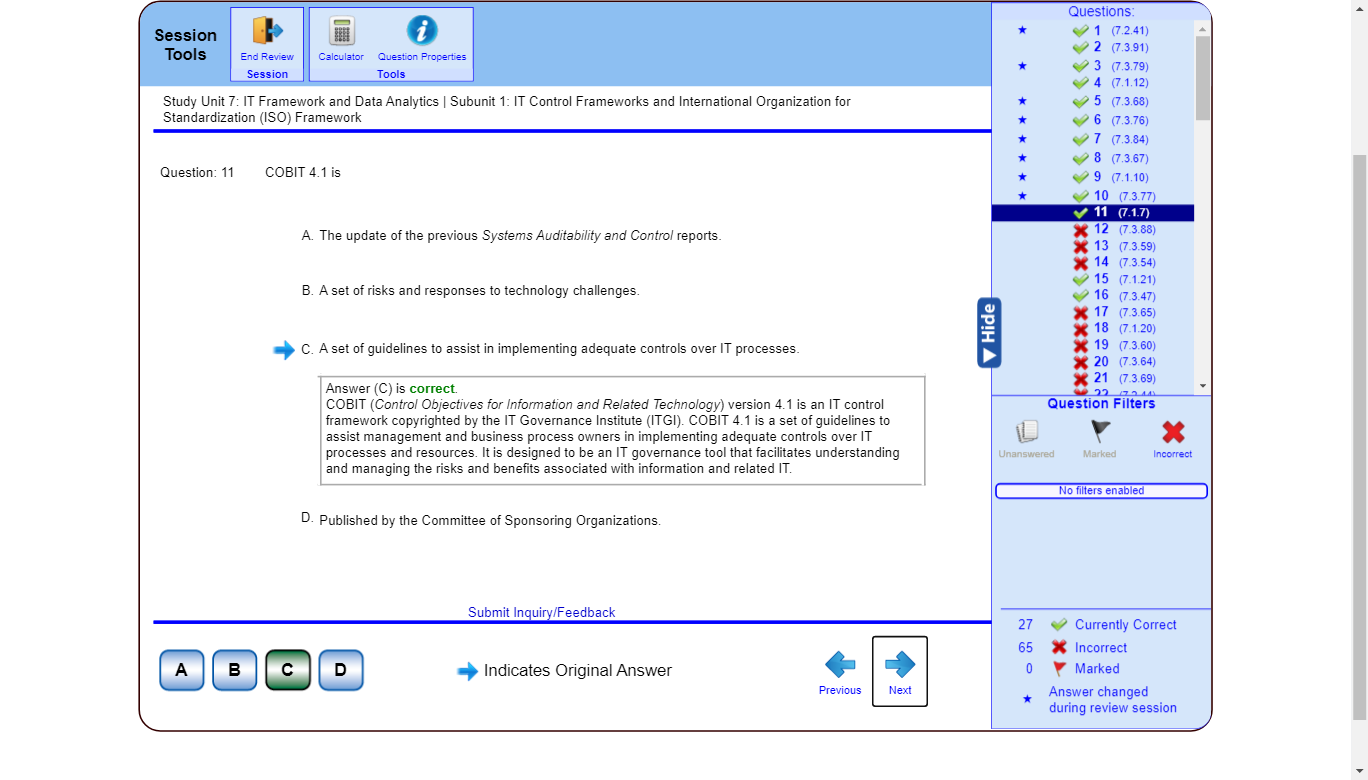 Session
Tools
End Review
Session
Calculator
Question Properties
Tools
Study Unit 7: IT Framework and Data Analytics | Subunit 1: IT Control Frameworks and International Organization for
Standardization (ISO) Framework
Question: 11 COBIT 4.1 is
A. The update of the previous Systems Auditability and Control reports.
B. A set of risks and responses to technology challenges.
C. A set of guidelines to assist in implementing adequate controls over IT processes.
Answer (C) is correct.
COBIT (Control Objectives for Information and Related Technology) version 4.1 is an IT control
framework copyrighted by the IT Governance Institute (ITGI). COBIT 4.1 is a set of guidelines to
assist management and business process owners in implementing adequate controls over IT
processes and resources. It is designed to be an IT governance tool that facilitates understanding
and managing the risks and benefits associated with information and related IT.
D. Published by the Committee of Sponsoring Organizations.
Submit Inquiry/Feedback
A B C D
Indicates Original Answer
Previous
Next
Hide
Questions:
1 (7.2.41)
2 (7.3.91)
3 (7.3.79)
4 (7.1.12)
5 (7.3.68)
6 (7.3.76)
7 (7.3.84)
8 (7.3.67)
9 (7.1.10)
10 (7.3.77)
11 (7.1.7)
12 (7.3.88)
13 (7.3.59)
14 (7.3.54)
15 (7.1.21)
16 (7.3.47)
17 (7.3.65)
18 (7.1.20)
19 (7.3.60)
20 (7.3.64)
21 (7.3.69)
Question Filters
Unanswered
Marked
Incorrect
No filters enabled
27 Currently Correct
65 Incorrect
0 Marked
Answer changed
during review session